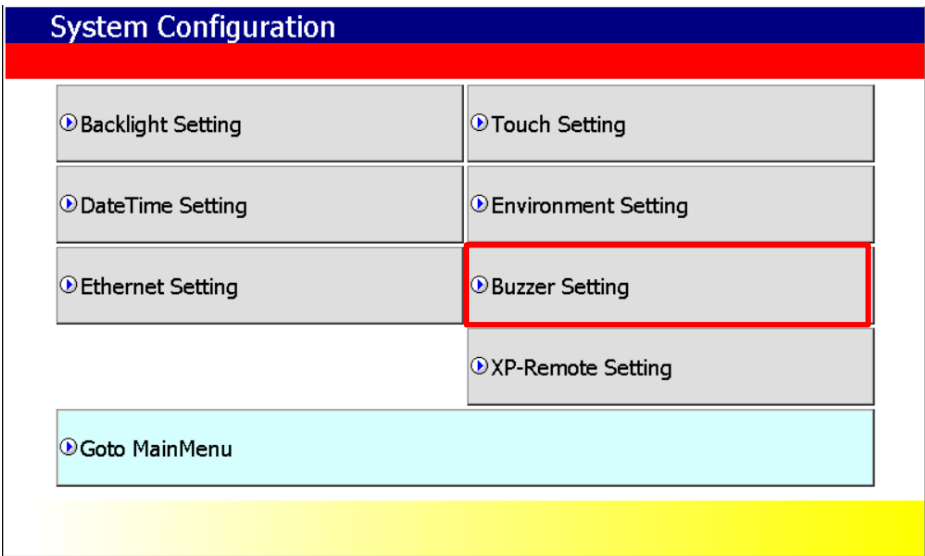 System Configuration
Backlight Setting
Touch Setting
DateTime Setting
Environment Setting
Ethernet Setting
Buzzer Setting
XP-Remote Setting
Goto MainMenu